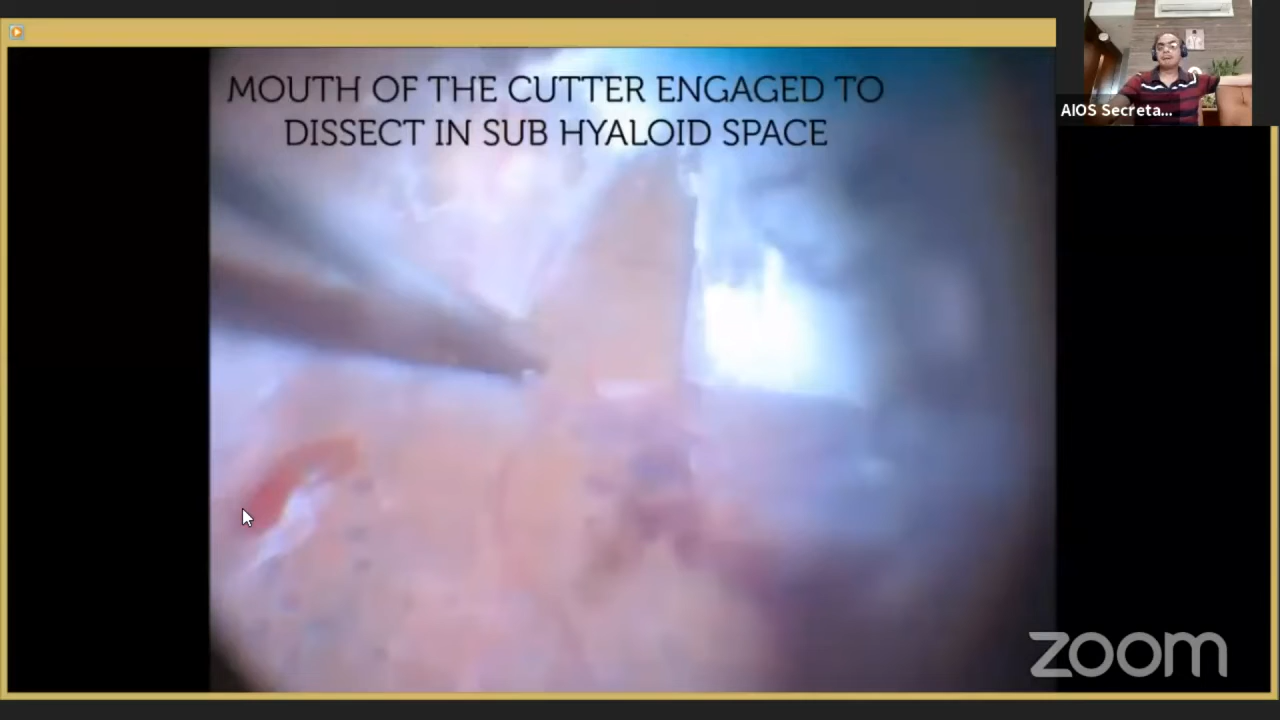 MOUTH OF THE CUTTER ENGAGED TO
DISSECT IN SUB HYALOID SPACE
AIOS Secreta...
zoom